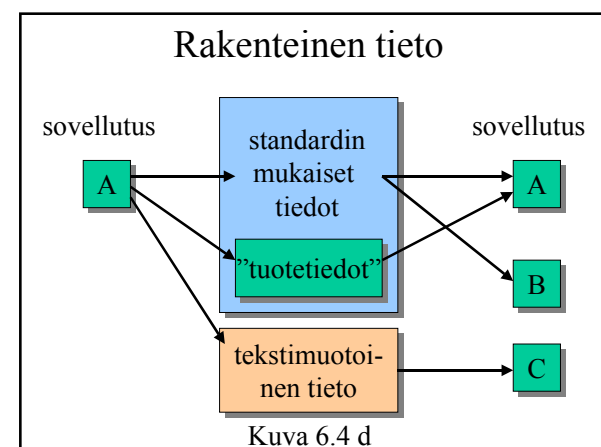 Rakenteinen tieto
sovellutus
sovellutus
standardin
mukaiset
tiedot
A
A
”tuotetiedot”
B
tekstimuotoi-
nen tieto
C
Kuva 6.4 d